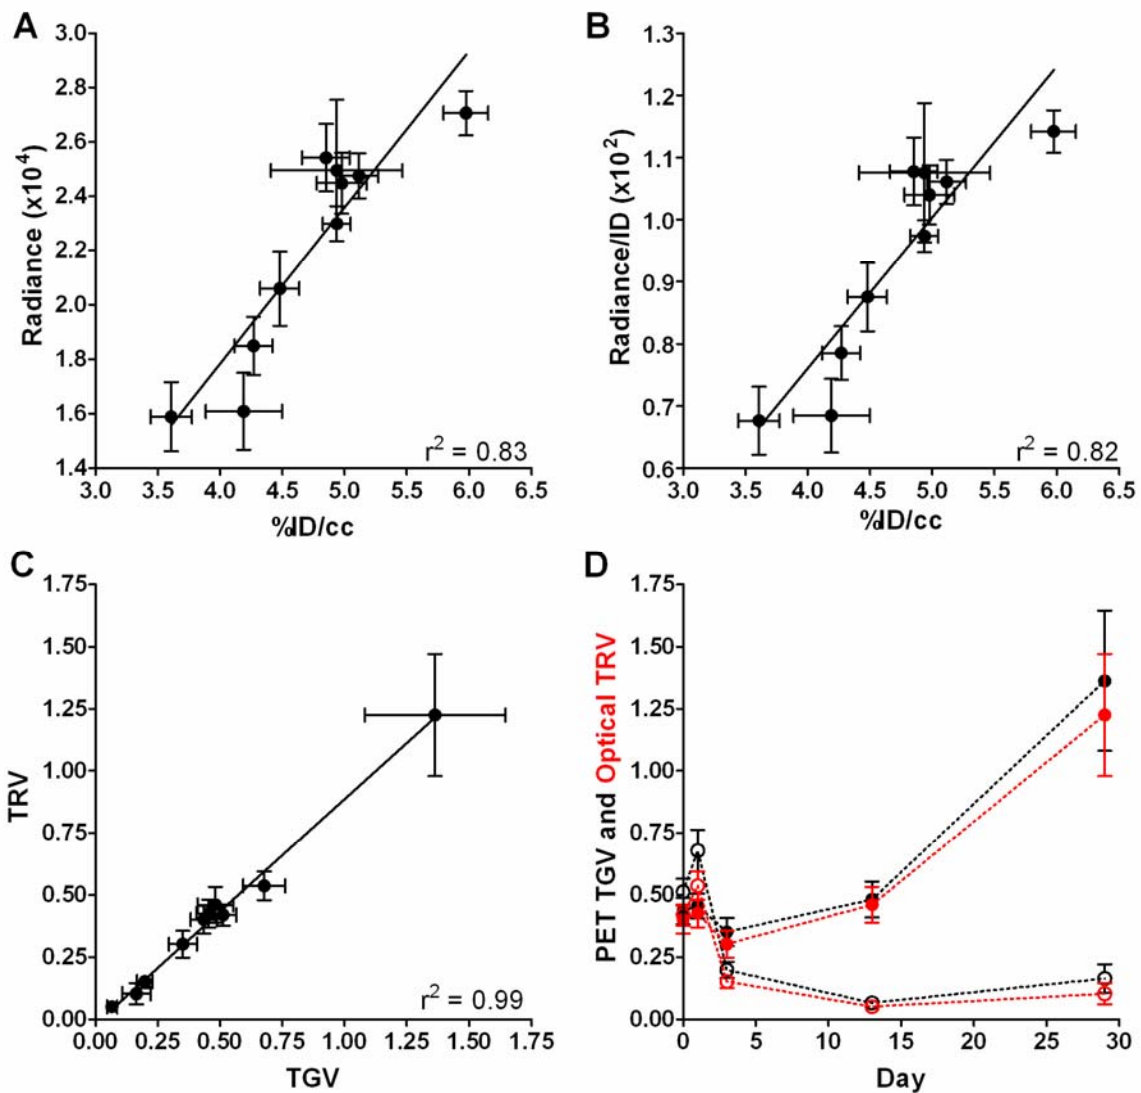 A
3.0
2.8
2.6
2.4
2.2
2.0
1.8
1.6
1.4
Radiance (x10⁴)
r² = 0.83
3.0 3.5 4.0 4.5 5.0 5.5 6.0 6.5
%ID/cc
B
1.3
1.2
1.1
1.0
0.9
0.8
0.7
0.6
Radiance/ID (x10²)
r² = 0.82
3.0 3.5 4.0 4.5 5.0 5.5 6.0 6.5
%ID/cc
C
1.75
1.50
1.25
1.00
0.75
0.50
0.25
0.00
TRV
r² = 0.99
0.00 0.25 0.50 0.75 1.00 1.25 1.50 1.75
TGV
D
1.75
1.50
1.25
1.00
0.75
0.50
0.25
0.00
PET TGV and Optical TRV
0 5 10 15 20 25 30
Day